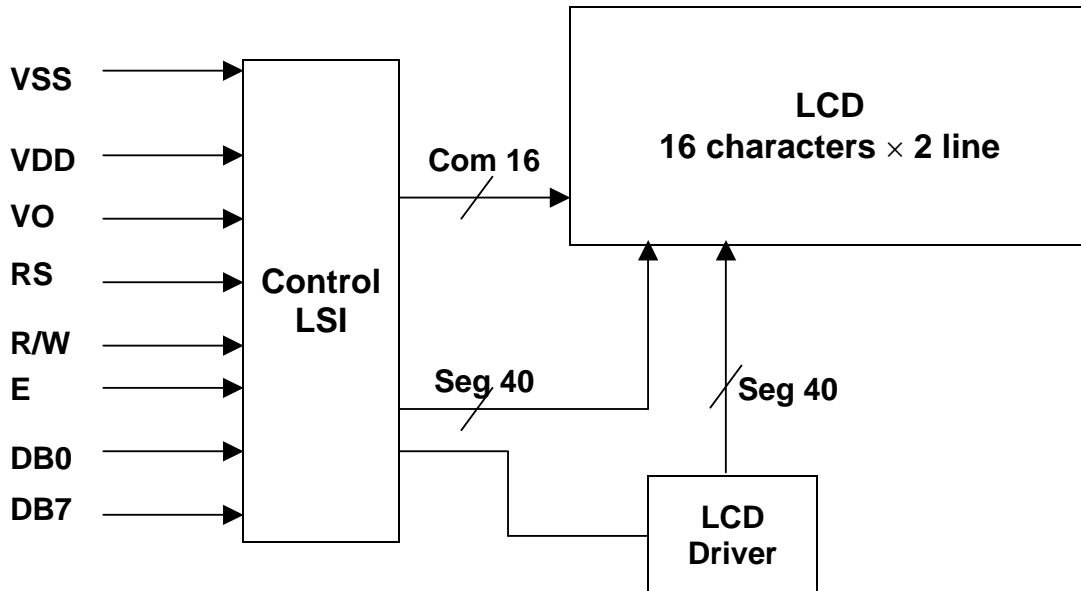 VSS
VDD
VO
RS
R/W
E
DB0
DB7
Control
LSI
Com 16
Seg 40
LCD
16 characters × 2 line
Seg 40
LCD
Driver